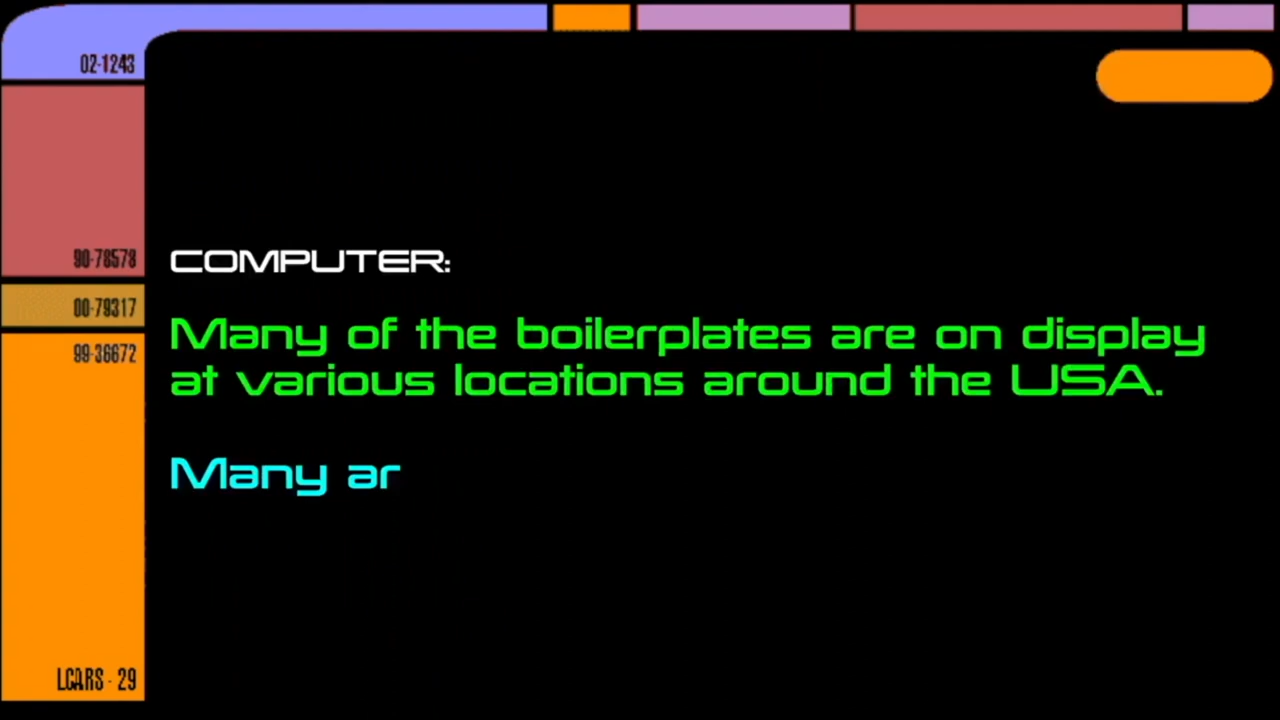 02-1243
90-78578
00-79317
99-36672
LCARS - 29
COMPUTER:
Many of the boilerplates are on display
at various locations around the USA.
Many ar